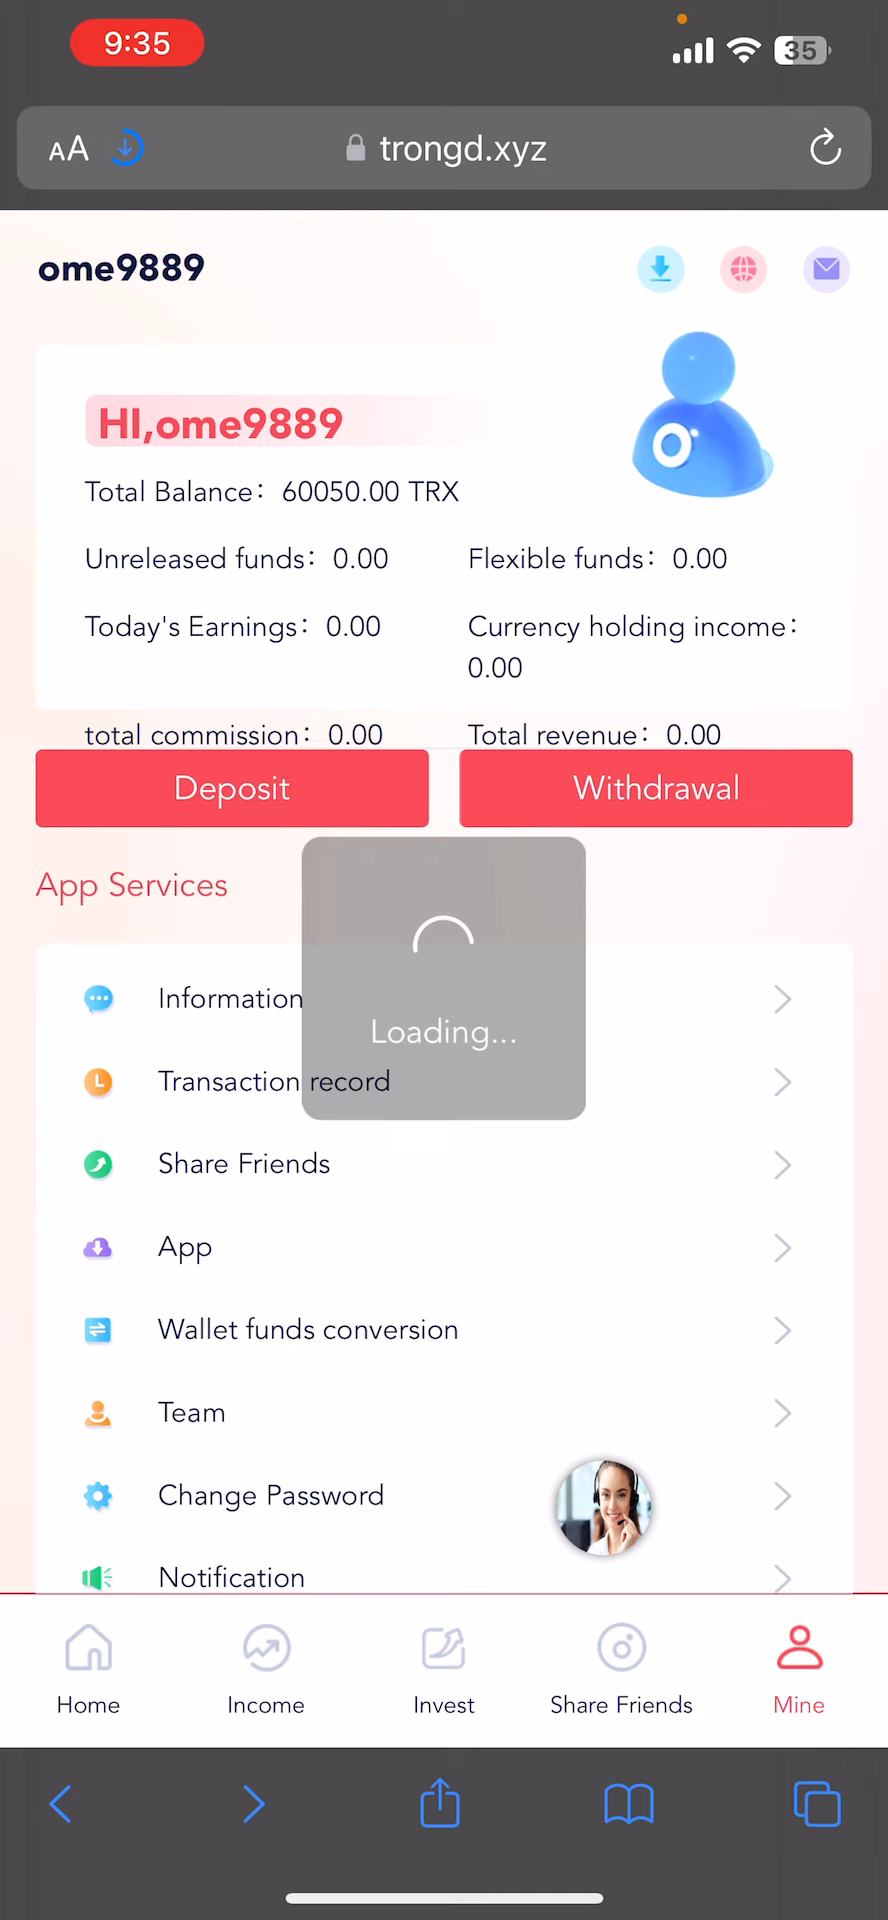 9:35
35
AA
trongd.xyz
ome9889
HI,ome9889
Total Balance： 60050.00 TRX
Unreleased funds： 0.00
Flexible funds： 0.00
Today's Earnings： 0.00
Currency holding income：
0.00
total commission： 0.00
Total revenue： 0.00
Deposit
Withdrawal
App Services
Loading...
Information
Transaction record
Share Friends
App
Wallet funds conversion
Team
Change Password
Notification
Home
Income
Invest
Share Friends
Mine